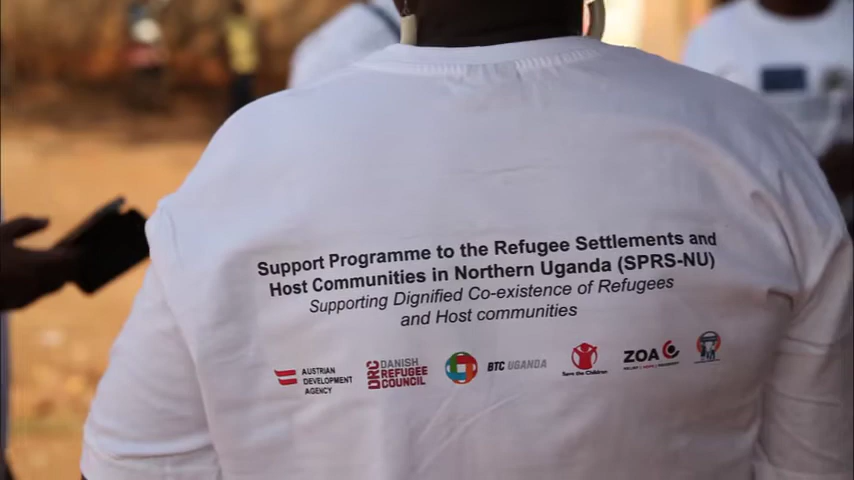 Support Programme to the Refugee Settlements and
Host Communities in Northern Uganda (SPRS-NU)
Supporting Dignified Co-existence of Refugees
and Host communities
AUSTRIAN
DEVELOPMENT
AGENCY
DRC
DANISH
REFUGEE
COUNCIL
BTC UGANDA
Save the Children
ZOA